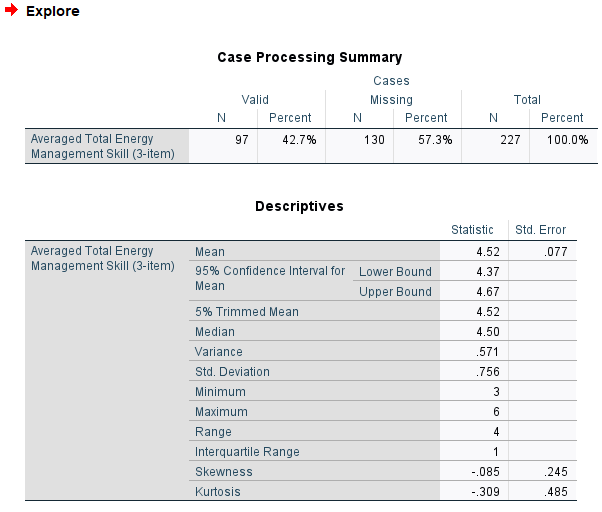 Explore
Case Processing Summary
Cases
Valid Missing Total
N Percent N Percent N Percent
Averaged Total Energy Management Skill (3-item) 97 42.7% 130 57.3% 227 100.0%
Descriptives
Statistic Std. Error
Averaged Total Energy Management Skill (3-item) Mean 4.52 .077
95% Confidence Interval for Mean Lower Bound 4.37
Upper Bound 4.67
5% Trimmed Mean 4.52
Median 4.50
Variance .571
Std. Deviation .756
Minimum 3
Maximum 6
Range 4
Interquartile Range 1
Skewness -.085 .245
Kurtosis -.309 .485